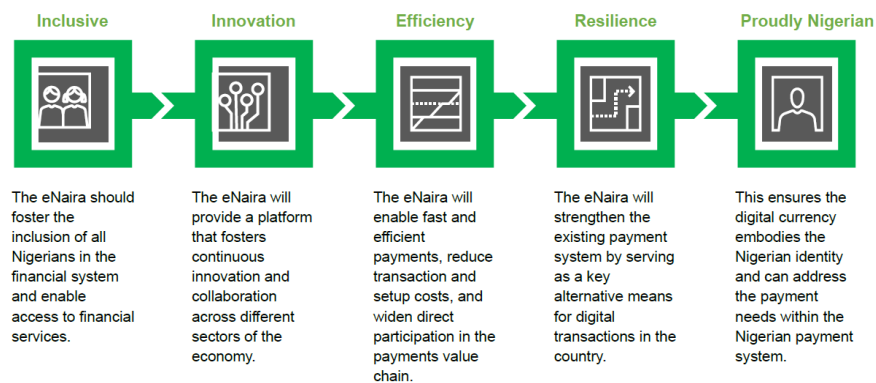 Inclusive
Innovation
Efficiency
Resilience
Proudly Nigerian
The eNaira should
foster the
inclusion of all
Nigerians in the
financial system
and enable
access to financial
services.
The eNaira will
provide a platform
that fosters
continuous
innovation and
collaboration
across different
sectors of the
economy.
The eNaira will
enable fast and
efficient
payments, reduce
transaction and
setup costs, and
widen direct
participation in the
payments value
chain.
The eNaira will
strengthen the
existing payment
system by serving
as a key
alternative means
for digital
transactions in the
country.
This ensures the
digital currency
embodies the
Nigerian identity
and can address
the payment
needs within the
Nigerian payment
system.